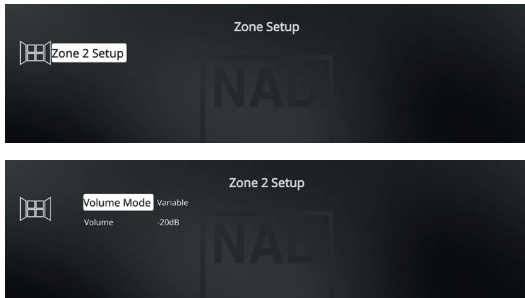 Zone Setup
Zone 2 Setup
NAD
Zone 2 Setup
Volume Mode Variable
Volume -20dB
NAD